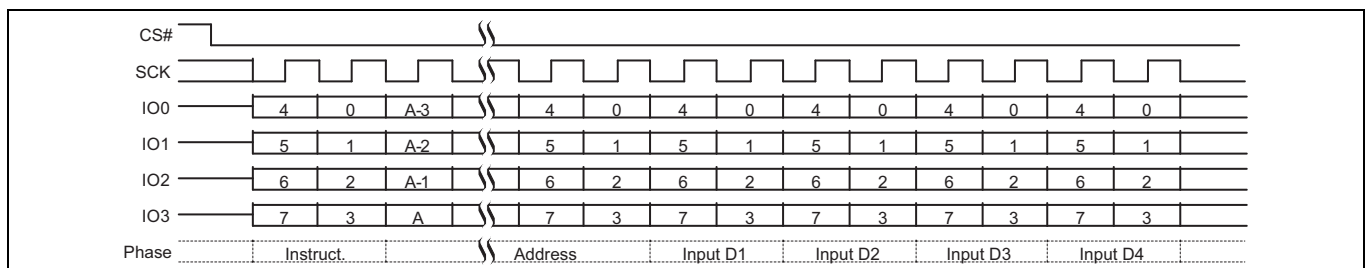 CS#
SCK
IO0 4 0 A-3 4 0 4 0 4 0 4 0 4 0
IO1 5 1 A-2 5 1 5 1 5 1 5 1 5 1
IO2 6 2 A-1 6 2 6 2 6 2 6 2 6 2
IO3 7 3 A 7 3 7 3 7 3 7 3 7 3
Phase Instruct. Address Input D1 Input D2 Input D3 Input D4